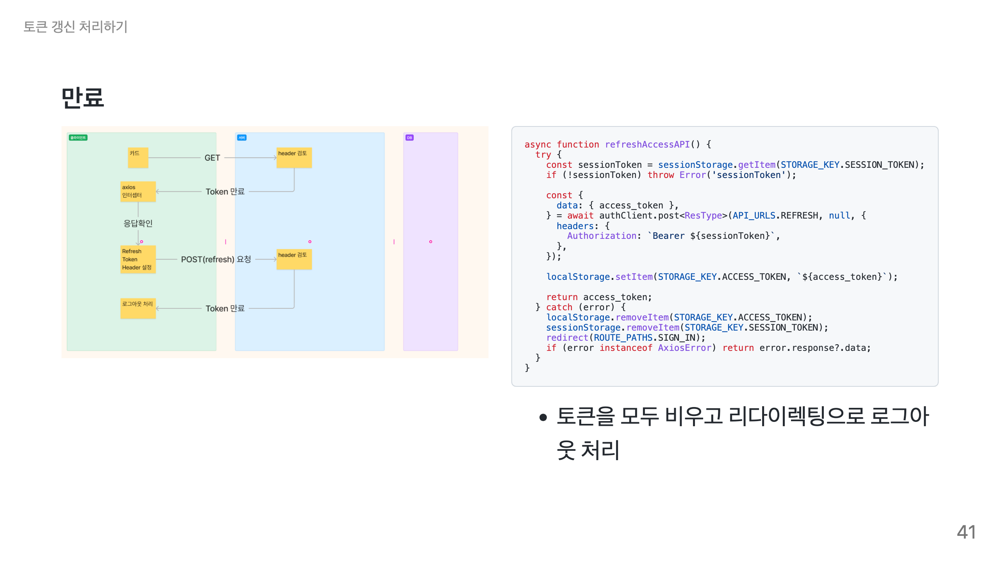 토큰 갱신 처리하기
만료
클라이언트
서버
DB
카드
GET
header 검토
axios
인터셉터
Token 만료
응답확인
Refresh
Token
Header 설정
POST(refresh) 요청
header 검토
로그아웃 처리
Token 만료
async function refreshAccessAPI() {
  try {
    const sessionToken = sessionStorage.getItem(STORAGE_KEY.SESSION_TOKEN);
    if (!sessionToken) throw Error('sessionToken');

    const {
      data: { access_token },
    } = await authClient.post<ResType>(API_URLS.REFRESH, null, {
      headers: {
        Authorization: `Bearer ${sessionToken}`,
      },
    });

    localStorage.setItem(STORAGE_KEY.ACCESS_TOKEN, `${access_token}`);

    return access_token;
  } catch (error) {
    localStorage.removeItem(STORAGE_KEY.ACCESS_TOKEN);
    sessionStorage.removeItem(STORAGE_KEY.SESSION_TOKEN);
    redirect(ROUTE_PATHS.SIGN_IN);
    if (error instanceof AxiosError) return error.response?.data;
  }
}
• 토큰을 모두 비우고 리다이렉팅으로 로그아
웃 처리
41